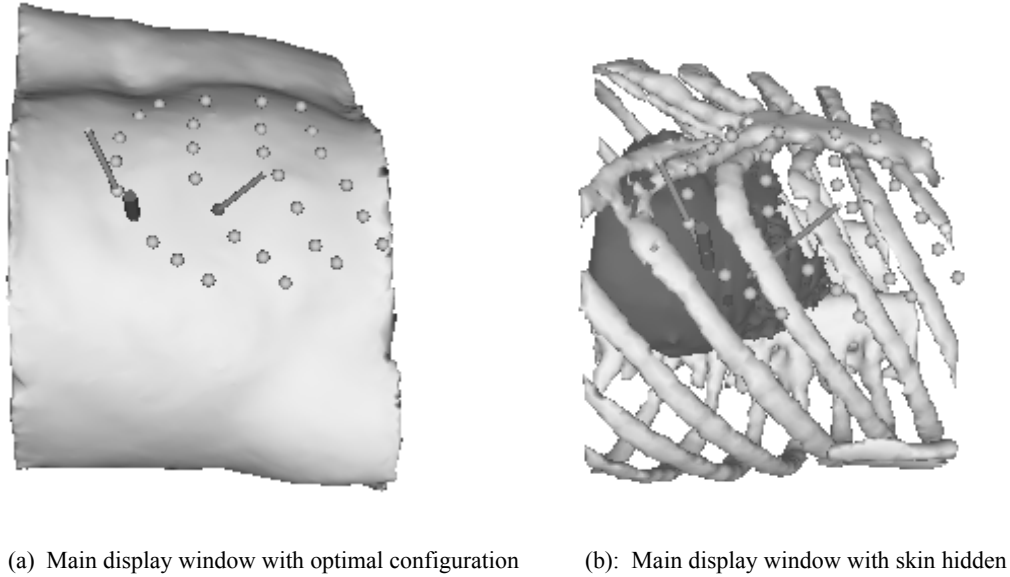 (a) Main display window with optimal configuration
(b): Main display window with skin hidden